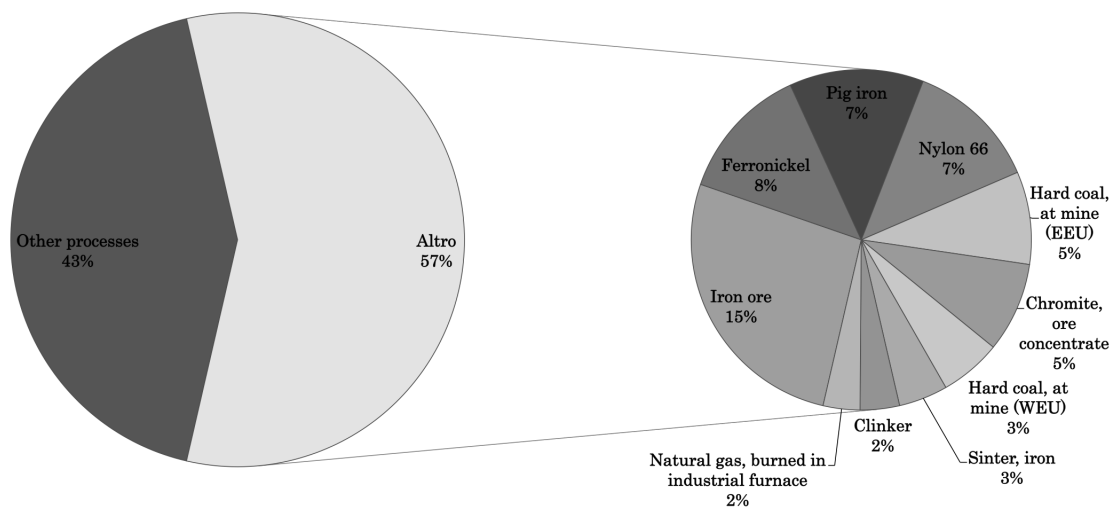 Other processes
43%
Altro
57%
Pig iron
7%
Nylon 66
7%
Ferronickel
8%
Hard coal,
at mine
(EEU)
5%
Iron ore
15%
Chromite,
ore
concentrate
5%
Hard coal, at
mine (WEU)
3%
Clinker
2%
Sinter, iron
3%
Natural gas, burned in
industrial furnace
2%